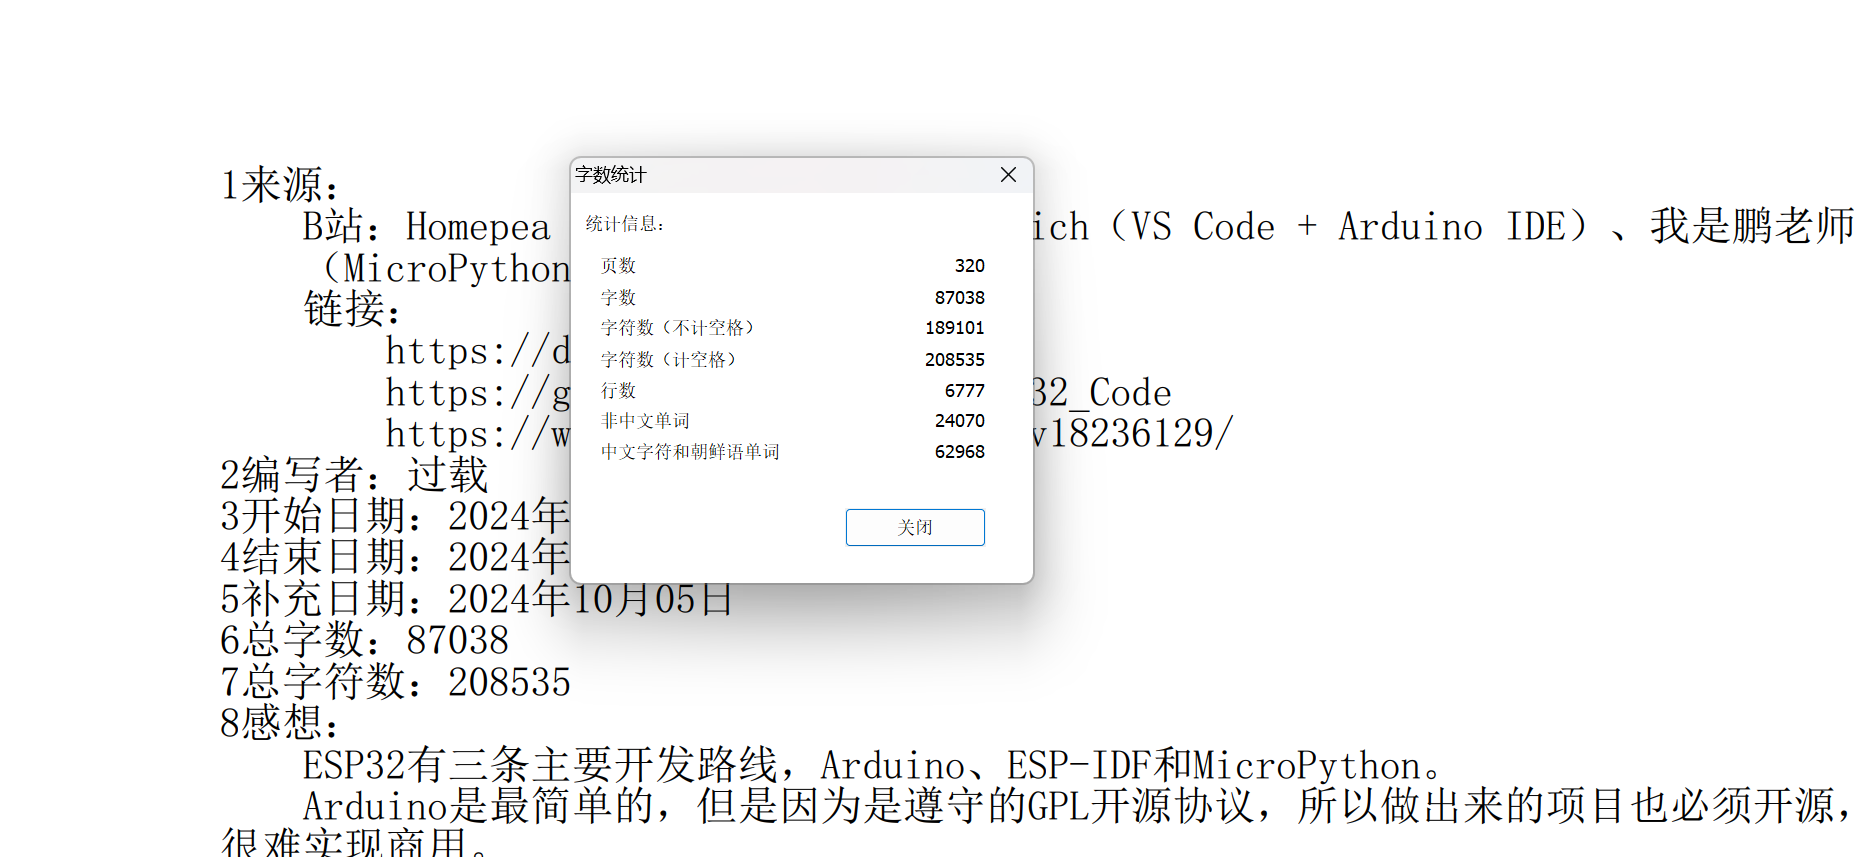 1来源：
B站：Homepea
ich（VS Code + Arduino IDE）、我是鹏老师
（MicroPython
链接：
https://d
https://g
32_Code
https://w
v18236129/
2编写者：过载
3开始日期：2024年
4结束日期：2024年
5补充日期：2024年10月05日
6总字数：87038
7总字符数：208535
8感想：
ESP32有三条主要开发路线，Arduino、ESP-IDF和MicroPython。
Arduino是最简单的，但是因为是遵守的GPL开源协议，所以做出来的项目也必须开源，
很难实现商用。
字数统计
统计信息：
页数 320
字数 87038
字符数（不计空格） 189101
字符数（计空格） 208535
行数 6777
非中文单词 24070
中文字符和朝鲜语单词 62968
关闭